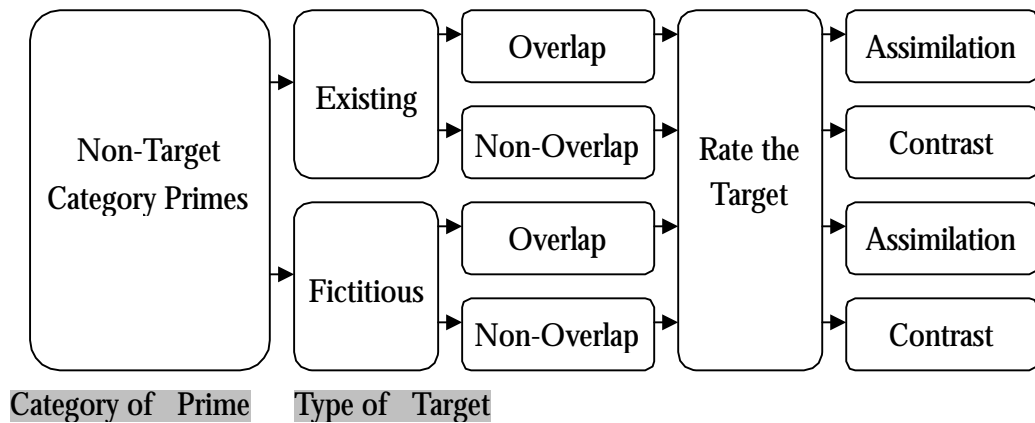 Non-Target
Category Primes
Existing
Fictitious
Overlap
Non-Overlap
Overlap
Non-Overlap
Rate the
Target
Assimilation
Contrast
Assimilation
Contrast
Category of Prime
Type of Target